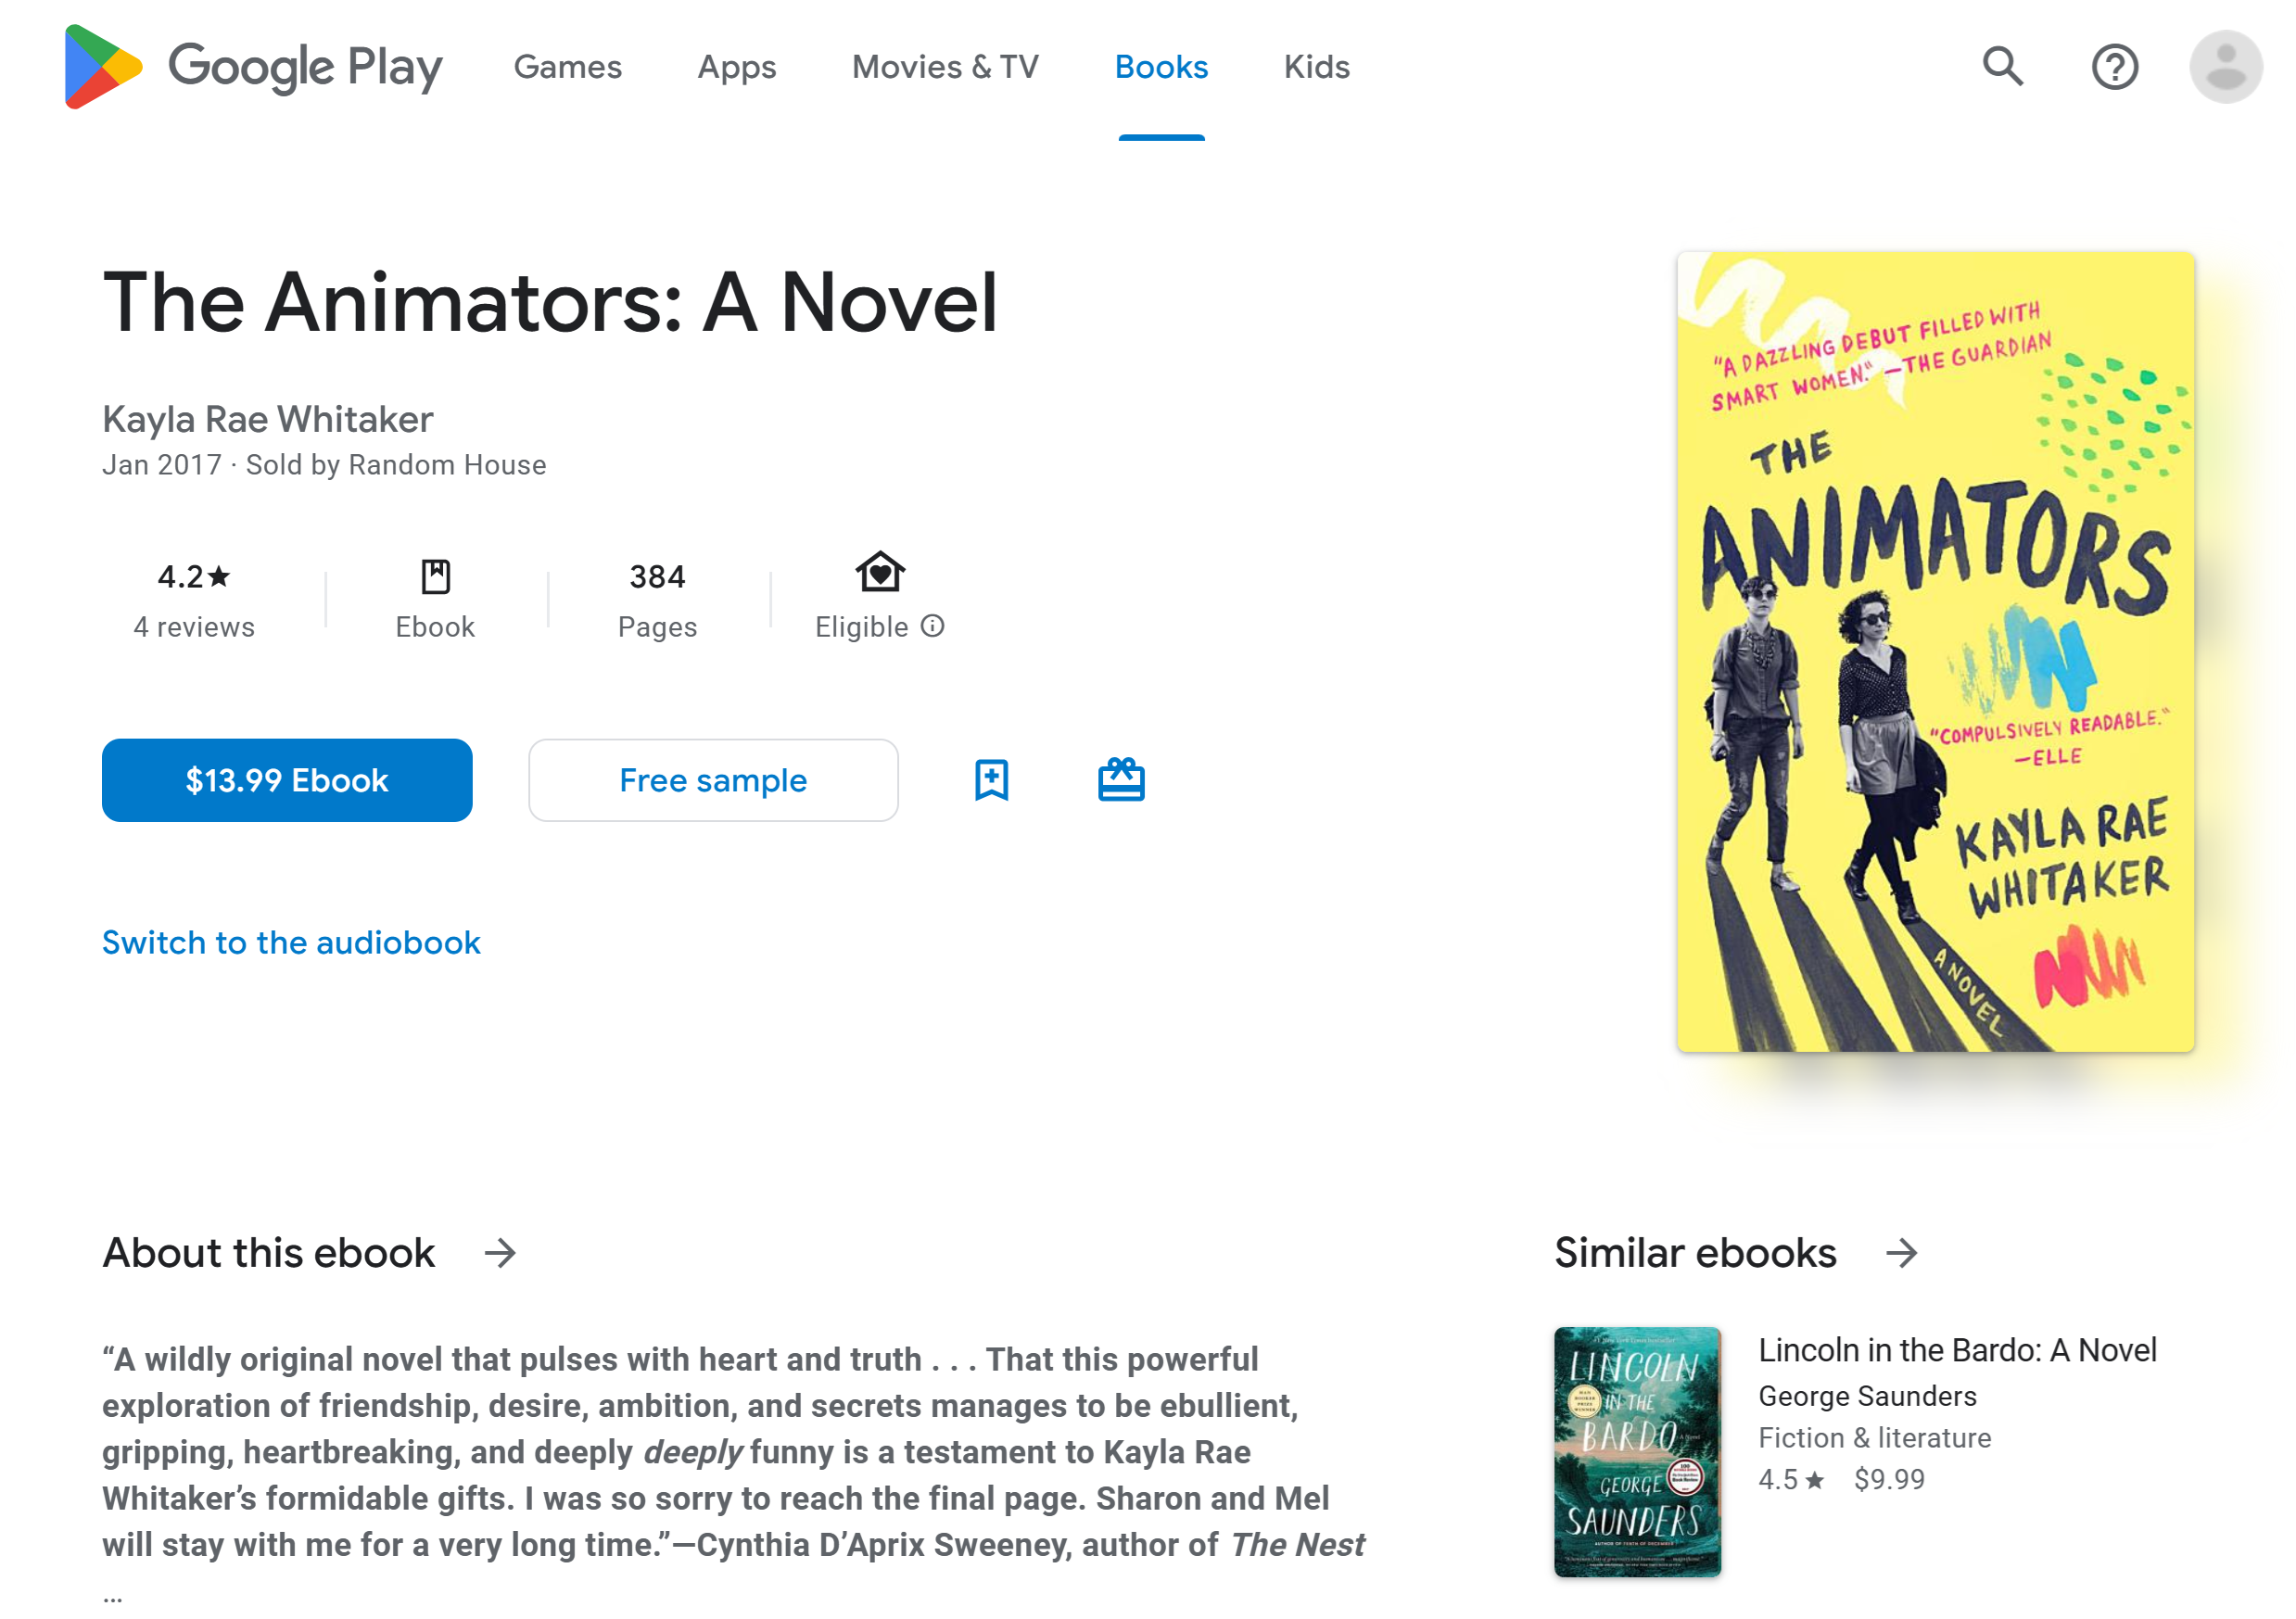 Google Play
Games
Apps
Movies & TV
Books
Kids
The Animators: A Novel
Kayla Rae Whitaker
Jan 2017 · Sold by Random House
4.2★
4 reviews
Ebook
384
Pages
Eligible
$13.99 Ebook
Free sample
Switch to the audiobook
"A DAZZLING DEBUT FILLED WITH
SMART WOMEN." —THE GUARDIAN
THE
ANIMATORS
"COMPULSIVELY READABLE."
—ELLE
KAYLA RAE
WHITAKER
A NOVEL
About this ebook
“A wildly original novel that pulses with heart and truth . . . That this powerful
exploration of friendship, desire, ambition, and secrets manages to be ebullient,
gripping, heartbreaking, and deeply deeply funny is a testament to Kayla Rae
Whitaker’s formidable gifts. I was so sorry to reach the final page. Sharon and Mel
will stay with me for a very long time.”—Cynthia D’Aprix Sweeney, author of The Nest
...
Similar ebooks
LINCOLN
IN THE
BARDO
GEORGE
SAUNDERS
Lincoln in the Bardo: A Novel
George Saunders
Fiction & literature
4.5★ $9.99